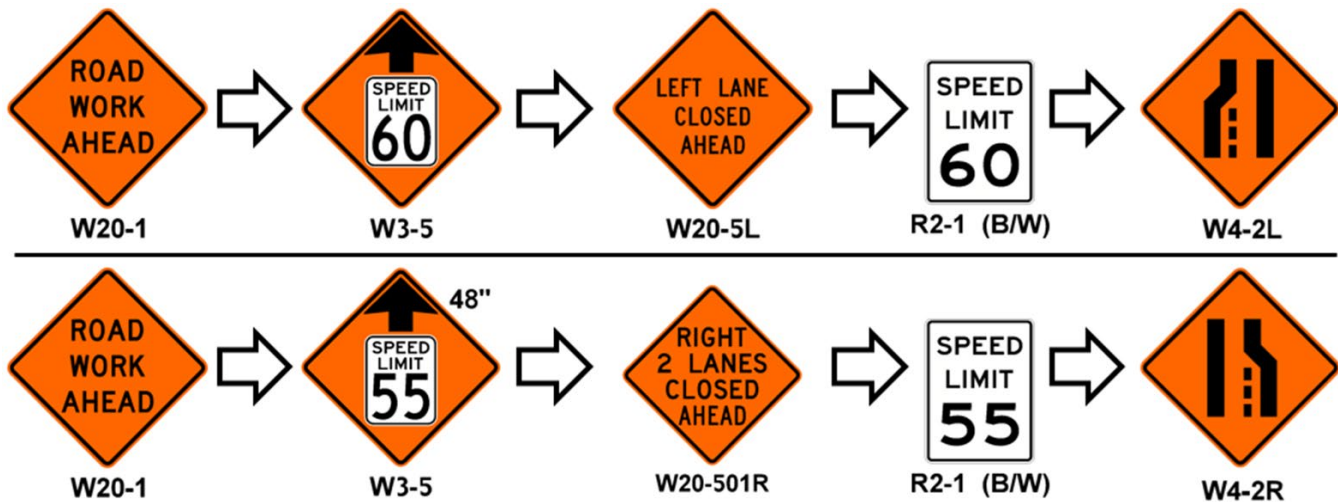 ROAD
WORK
AHEAD
W20-1
SPEED
LIMIT
60
W3-5
LEFT LANE
CLOSED
AHEAD
W20-5L
SPEED
LIMIT
60
R2-1 (B/W)
W4-2L
ROAD
WORK
AHEAD
W20-1
48"
SPEED
LIMIT
55
W3-5
RIGHT
2 LANES
CLOSED
AHEAD
W20-501R
SPEED
LIMIT
55
R2-1 (B/W)
W4-2R